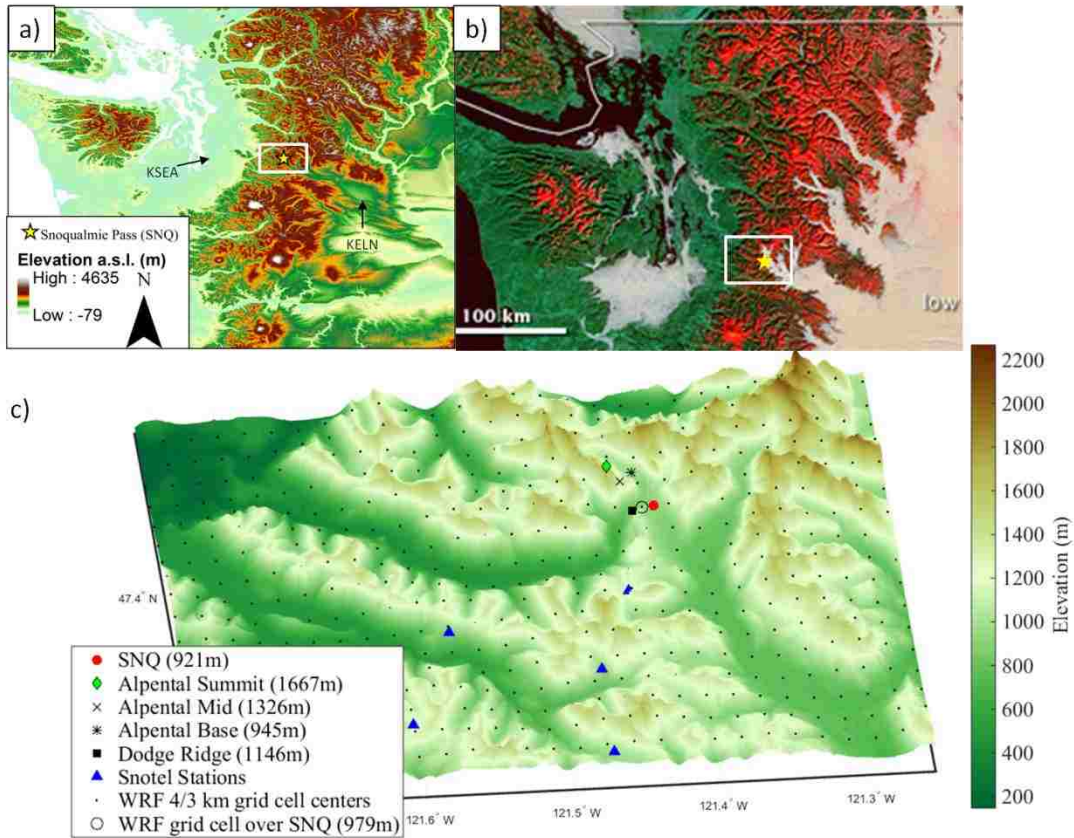 a)
KSEA
KELN
Snoqualmic Pass (SNQ)
Elevation a.s.l. (m)
N
High : 4635
Low : -79
b)
100 km
low
c)
47.4° N
121.6° W
121.5° W
121.4° W
121.3° W
SNQ (921m)
Alpental Summit (1667m)
Alpental Mid (1326m)
Alpental Base (945m)
Dodge Ridge (1146m)
Snotel Stations
WRF 4/3 km grid cell centers
WRF grid cell over SNQ (979m)
2200
2000
1800
1600
1400
1200
1000
800
600
400
200
Elevation (m)